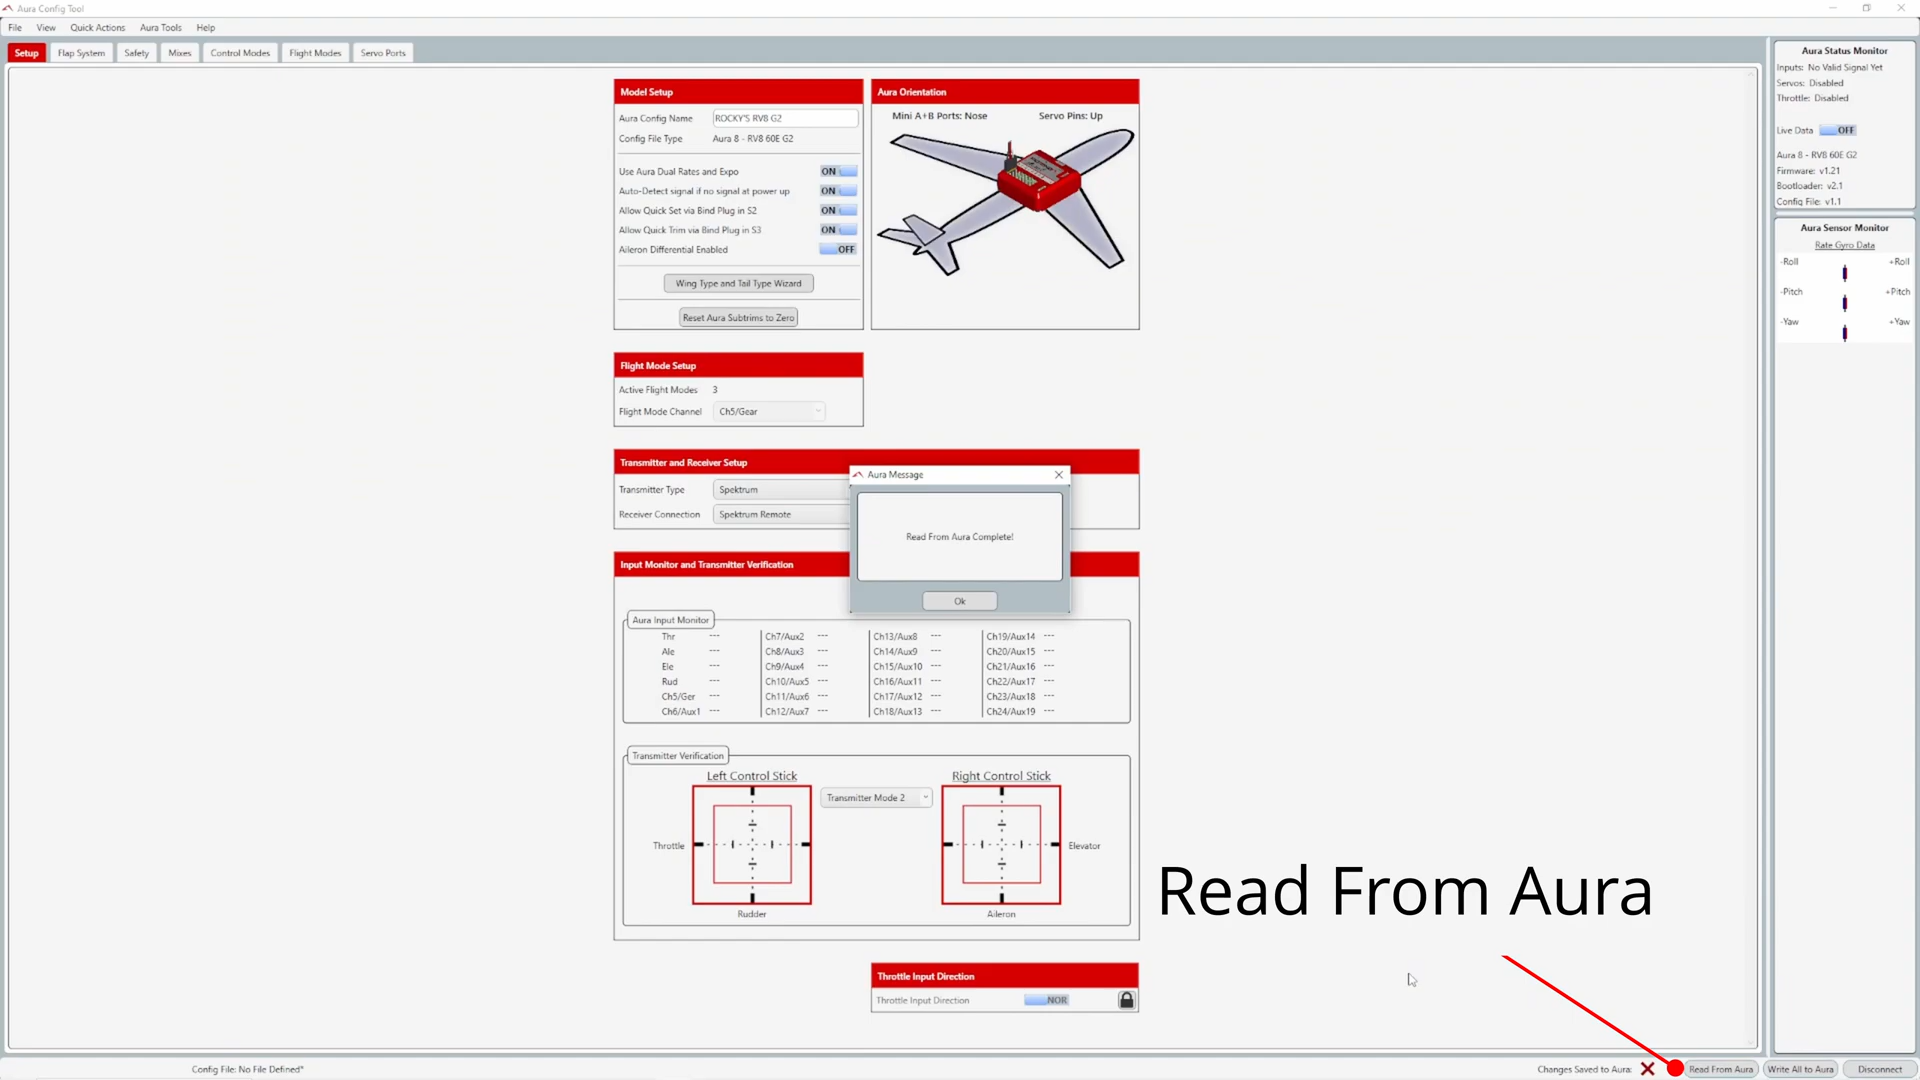 Aura Config Tool
File View Quick Actions Aura Tools Help
Setup Flap System Safety Mixes Control Modes Flight Modes Servo Ports
Model Setup
Aura Config Name ROCKY'S RV8 G2
Config File Type Aura 8 - RV8 60E G2
Use Aura Dual Rates and Expo ON
Auto-Detect signal if no signal at power up ON
Allow Quick Set via Bind Plug in S2 ON
Allow Quick Trim via Bind Plug in S3 ON
Aileron Differential Enabled OFF
Wing Type and Tail Type Wizard
Reset Aura Subtrims to Zero
Aura Orientation
Mini A+B Ports: Nose Servo Pins: Up
Flight Mode Setup
Active Flight Modes 3
Flight Mode Channel Ch5/Gear
Transmitter and Receiver Setup
Transmitter Type Spektrum
Receiver Connection Spektrum Remote
Aura Message
Read From Aura Complete!
Ok
Input Monitor and Transmitter Verification
Aura Input Monitor
Thr --- Ch7/Aux2 --- Ch13/Aux8 --- Ch19/Aux14 ---
Ale --- Ch8/Aux3 --- Ch14/Aux9 --- Ch20/Aux15 ---
Ele --- Ch9/Aux4 --- Ch15/Aux10 --- Ch21/Aux16 ---
Rud --- Ch10/Aux5 --- Ch16/Aux11 --- Ch22/Aux17 ---
Ch5/Ger --- Ch11/Aux6 --- Ch17/Aux12 --- Ch23/Aux18 ---
Ch6/Aux1 --- Ch12/Aux7 --- Ch18/Aux13 --- Ch24/Aux19 ---
Transmitter Verification
Left Control Stick Right Control Stick
Transmitter Mode 2
Throttle Elevator
Rudder Aileron
Throttle Input Direction
Throttle Input Direction NOR
Read From Aura
Aura Status Monitor
Inputs: No Valid Signal Yet
Servos: Disabled
Throttle: Disabled
Live Data OFF
Aura 8 - RV8 60E G2
Firmware: v1.21
Bootloader: v2.1
Config File: v1.1
Aura Sensor Monitor
Rate Gyro Data
-Roll +Roll
-Pitch +Pitch
-Yaw +Yaw
Config File: No File Defined* Changes Saved to Aura: Read From Aura Write All to Aura Disconnect